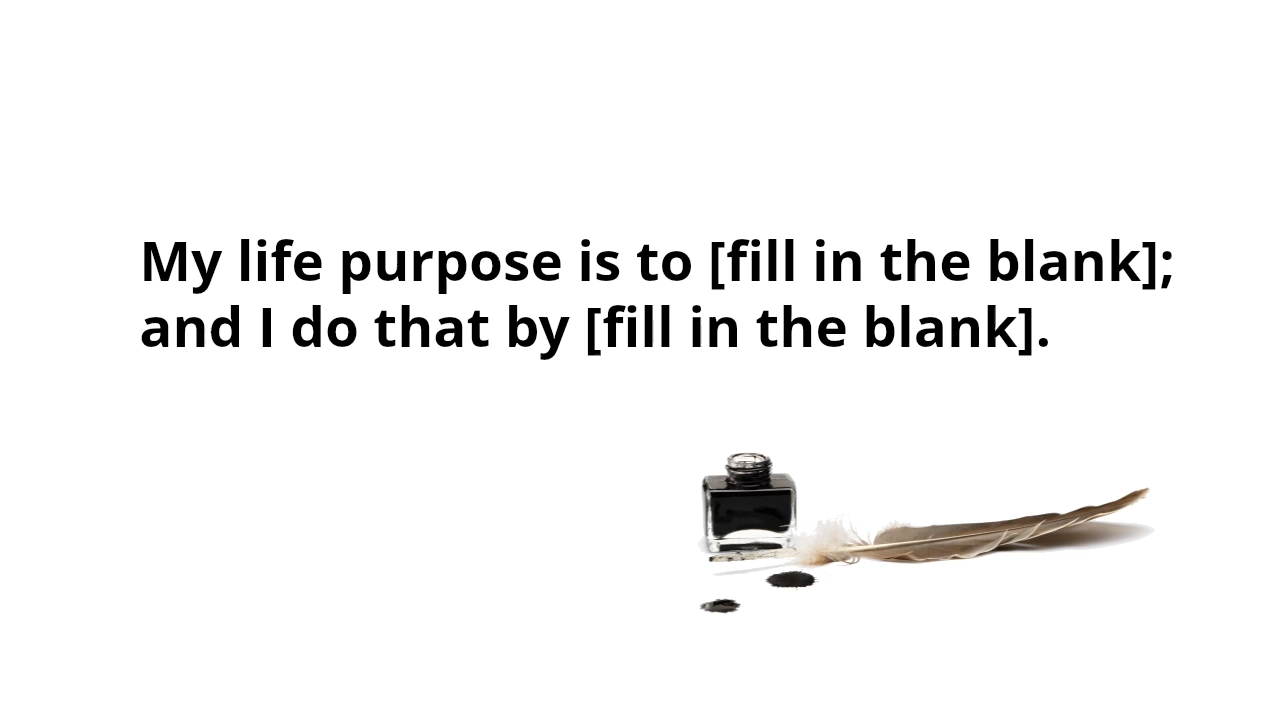 My life purpose is to [fill in the blank];
and I do that by [fill in the blank].